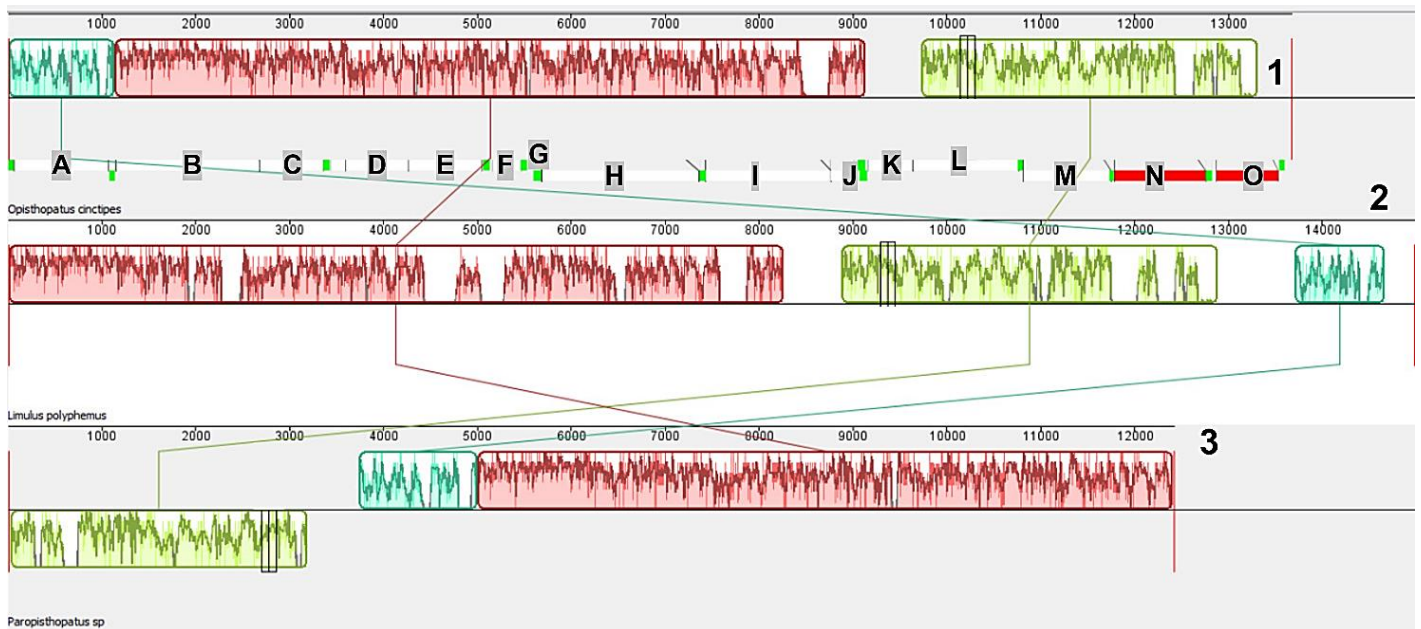 1000 2000 3000 4000 5000 6000 7000 8000 9000 10000 11000 12000 13000
1
A B C D E F G H I J K L M N O
Opisthopatus cinctipes
2
1000 2000 3000 4000 5000 6000 7000 8000 9000 10000 11000 12000 13000 14000
Limulus polyphemus
1000 2000 3000 4000 5000 6000 7000 8000 9000 10000 11000 12000
3
Paropisthopatus sp